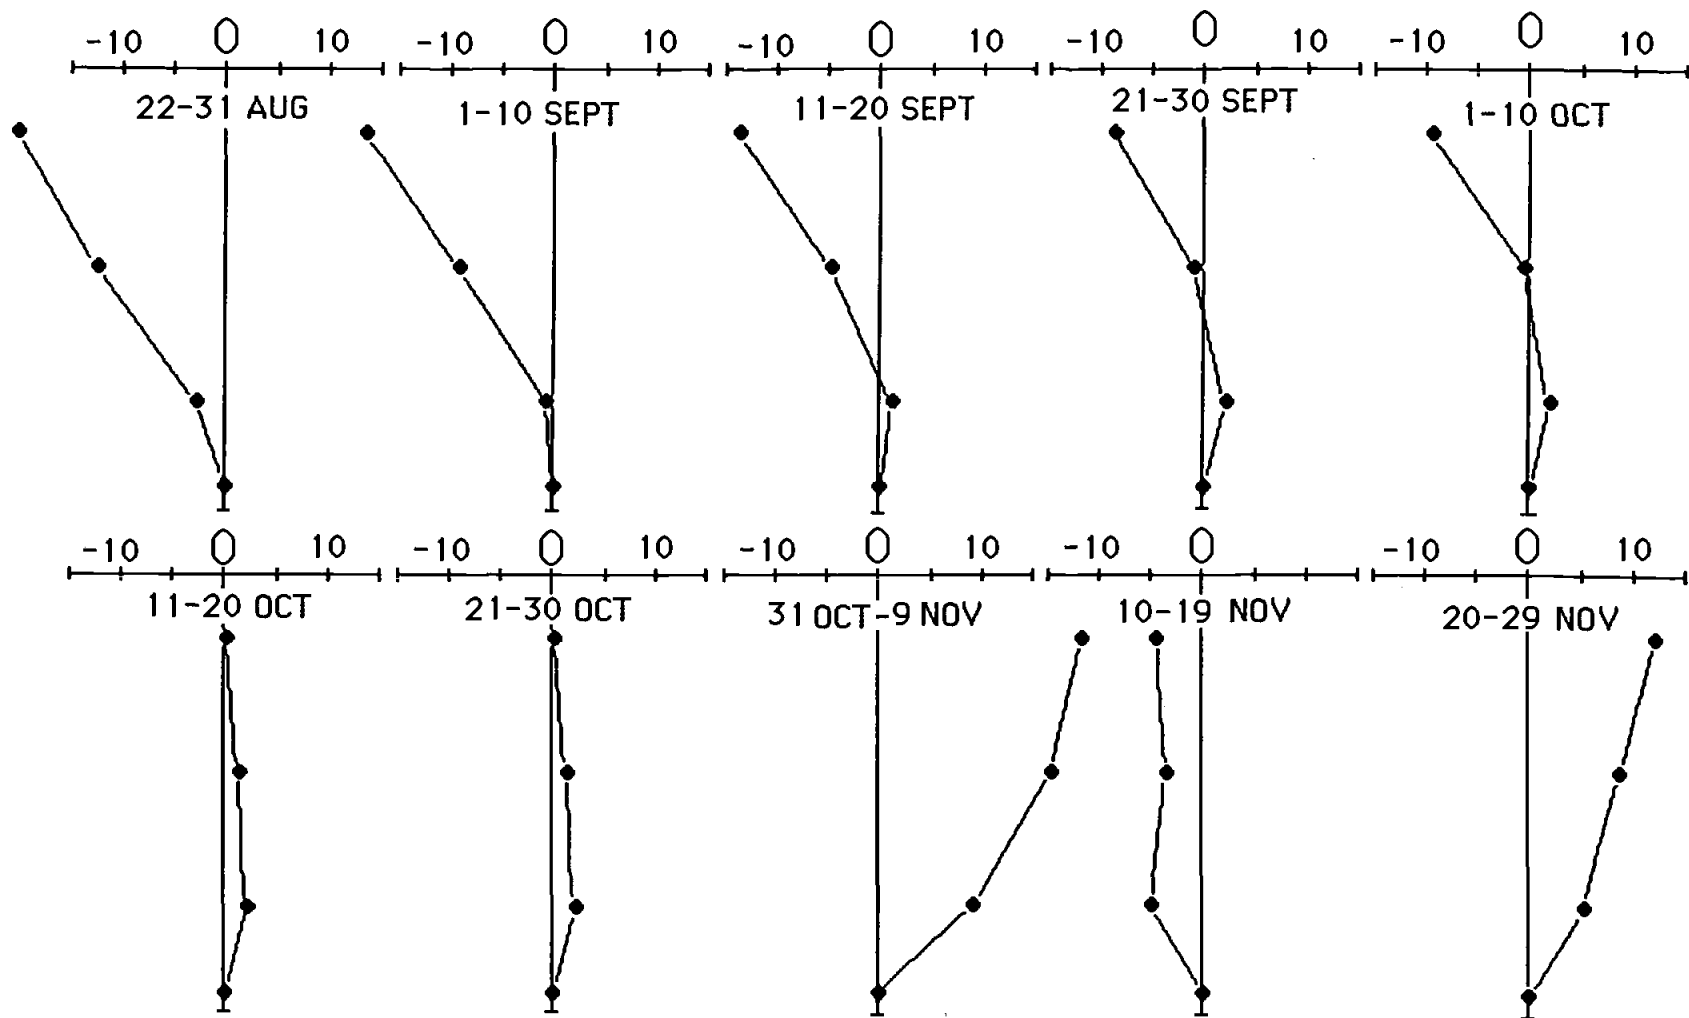 -10 0 10 -10 0 10 -10 0 10 -10 0 10 -10 0 10
22-31 AUG 1-10 SEPT 11-20 SEPT 21-30 SEPT 1-10 OCT
-10 0 10 -10 0 10 -10 0 10 -10 0 -10 0 10
11-20 OCT 21-30 OCT 31 OCT-9 NOV 10-19 NOV 20-29 NOV